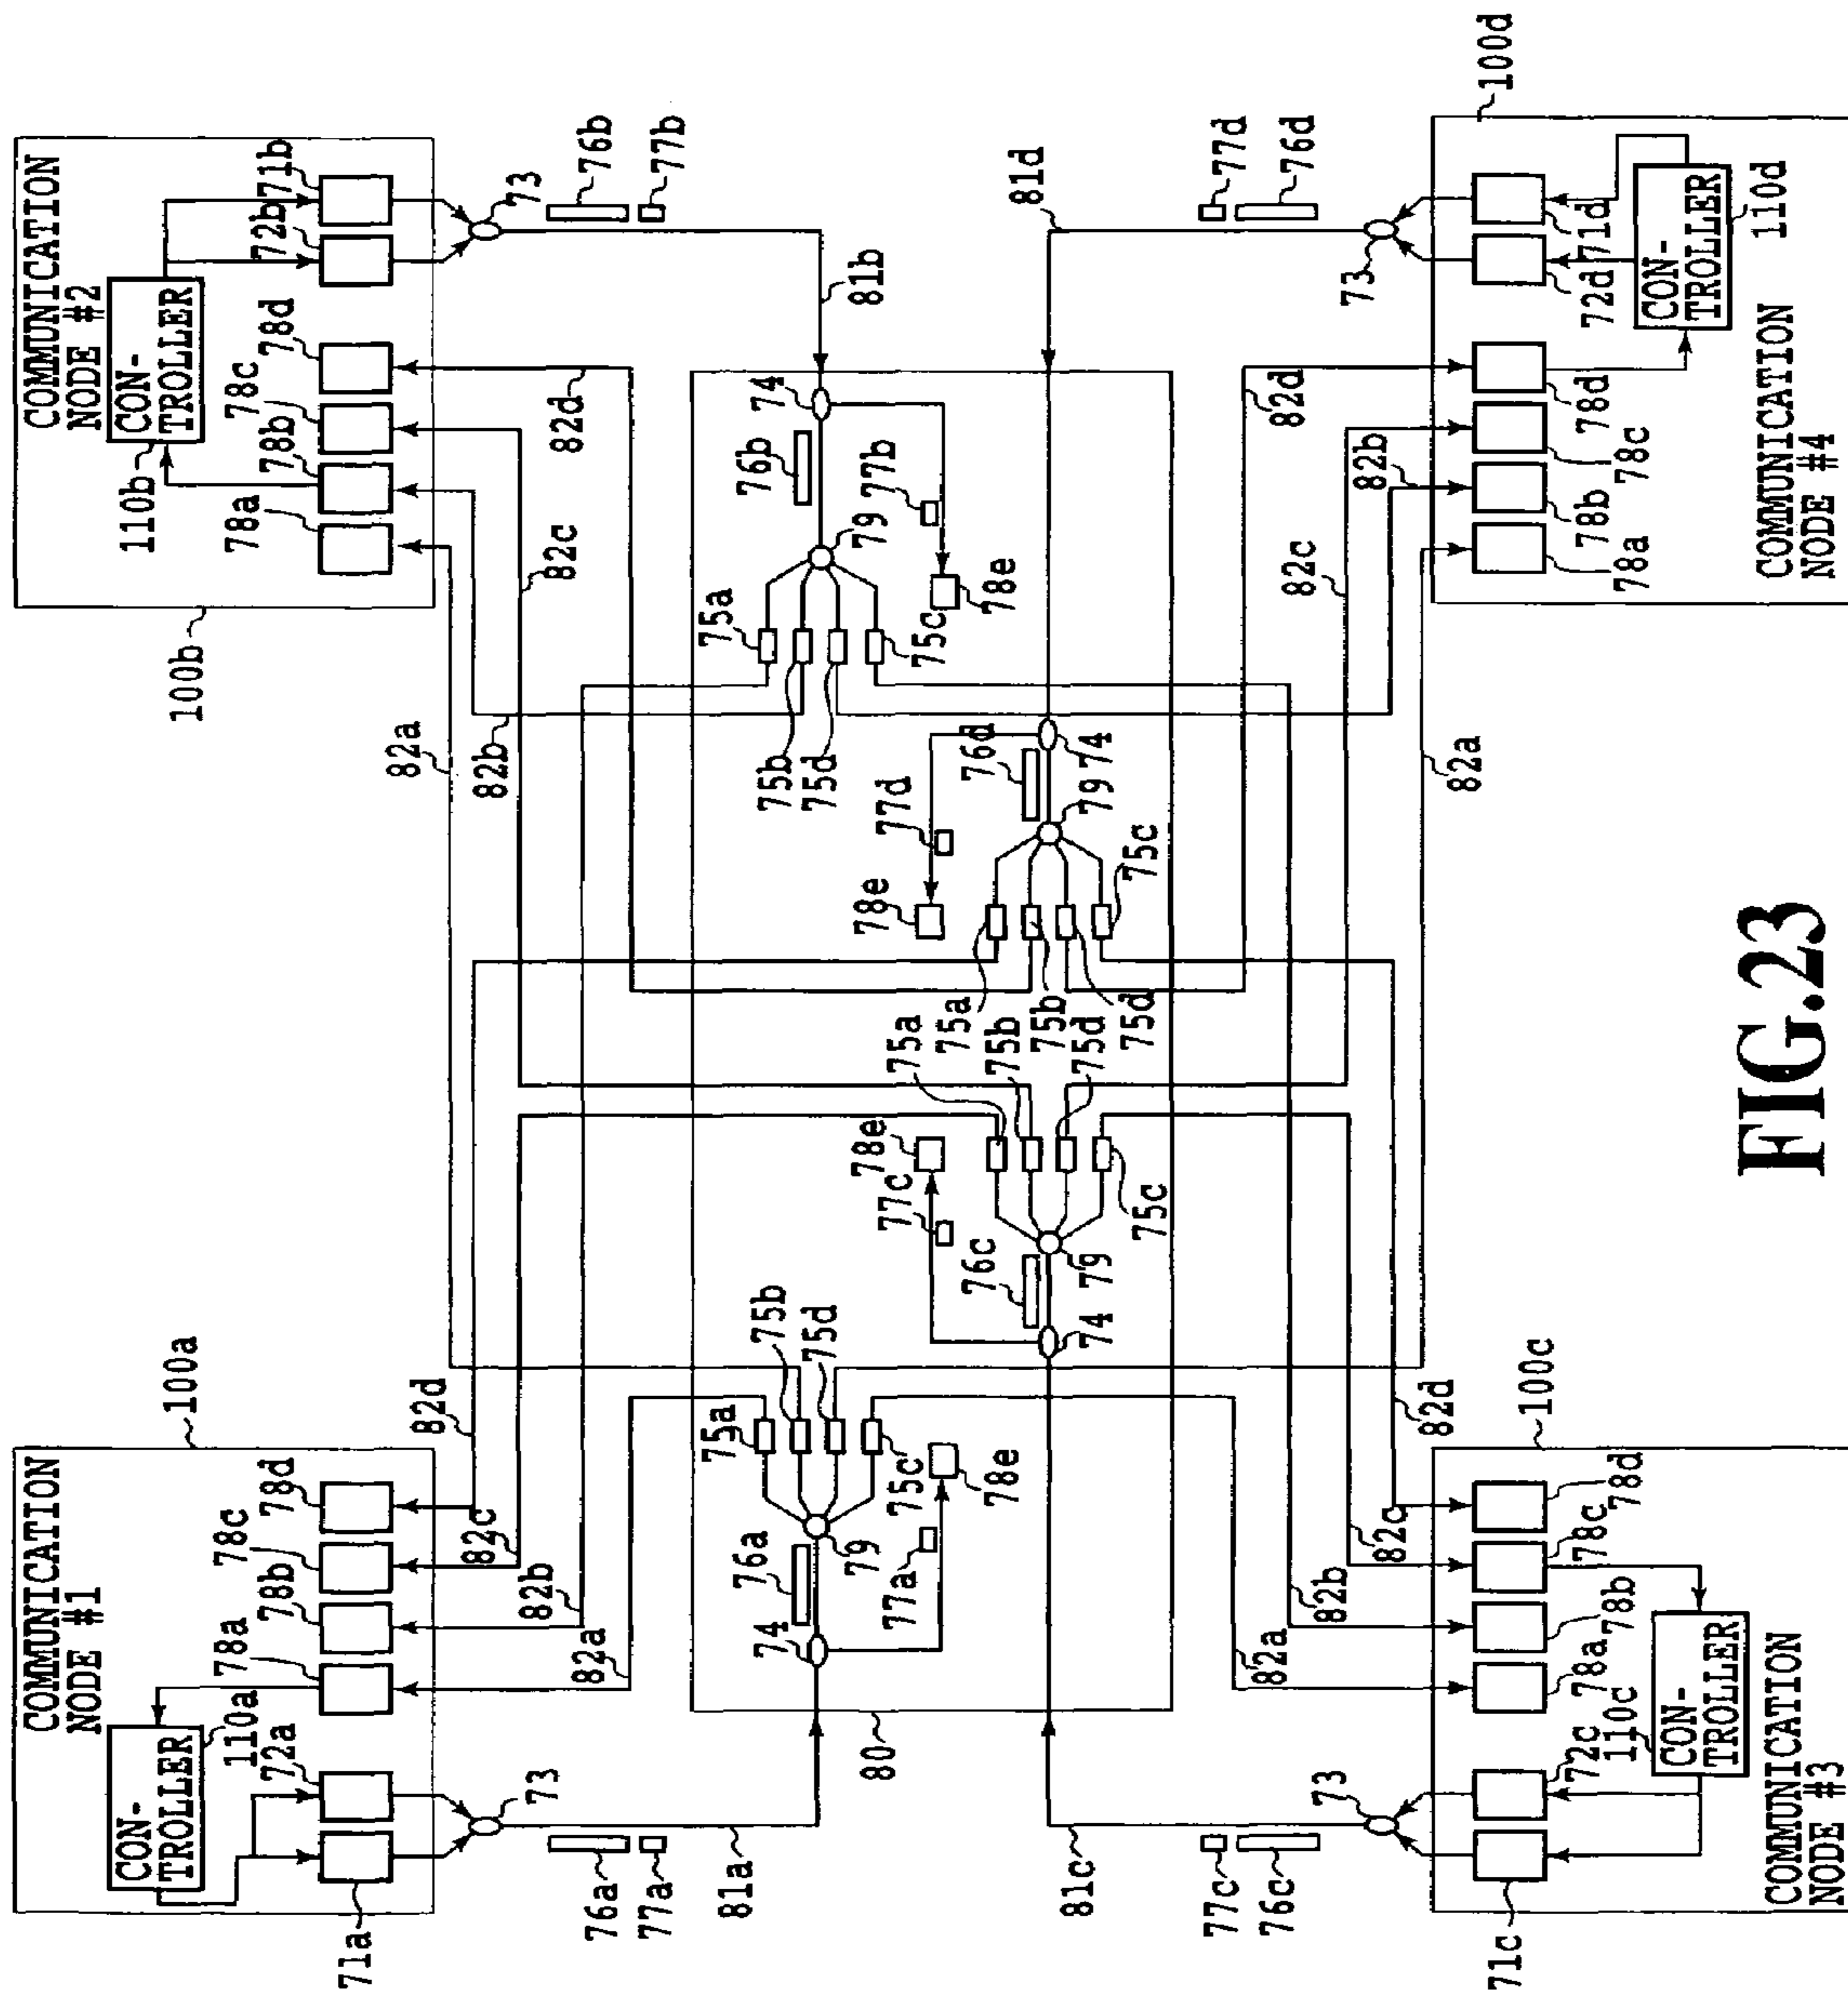 COMMUNICATION
NODE #1
CON-
TROLLER
110a
100a
71a
72a
78a
78b
78c
78d
COMMUNICATION
NODE #2
CON-
TROLLER
110b
100b
78a
78b
78c
78d
72b
71b
73
76a
77a
81a
82a
82b
82c
82d
82a
82b
82c
82d
73
76b
77b
81b
80
74
76a
79
75a
75b
75d
75c
77a
78e
75a
75b
75d
75c
79
76b
74
77b
78e
74
76c
79
77c
78e
75a
75b
75d
75c
78e
77d
75a
75b
75d
75c
79
76d
74
81c
77c
76c
73
82a
82b
82c
82d
82a
82c
82b
82d
81d
77d
76d
73
71c
72c
110c
CON-
TROLLER
78a
78b
78c
78d
100c
COMMUNICATION
NODE #3
78a
78b
78c
78d
72d
71d
CON-
TROLLER
110d
100d
COMMUNICATION
NODE #4
FIG.23